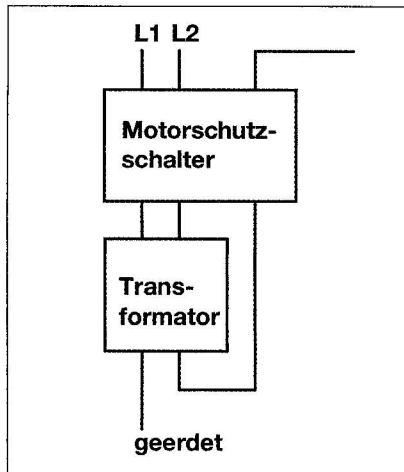 L1 L2
Motorschutz-
schalter
Trans-
formator
geerdet